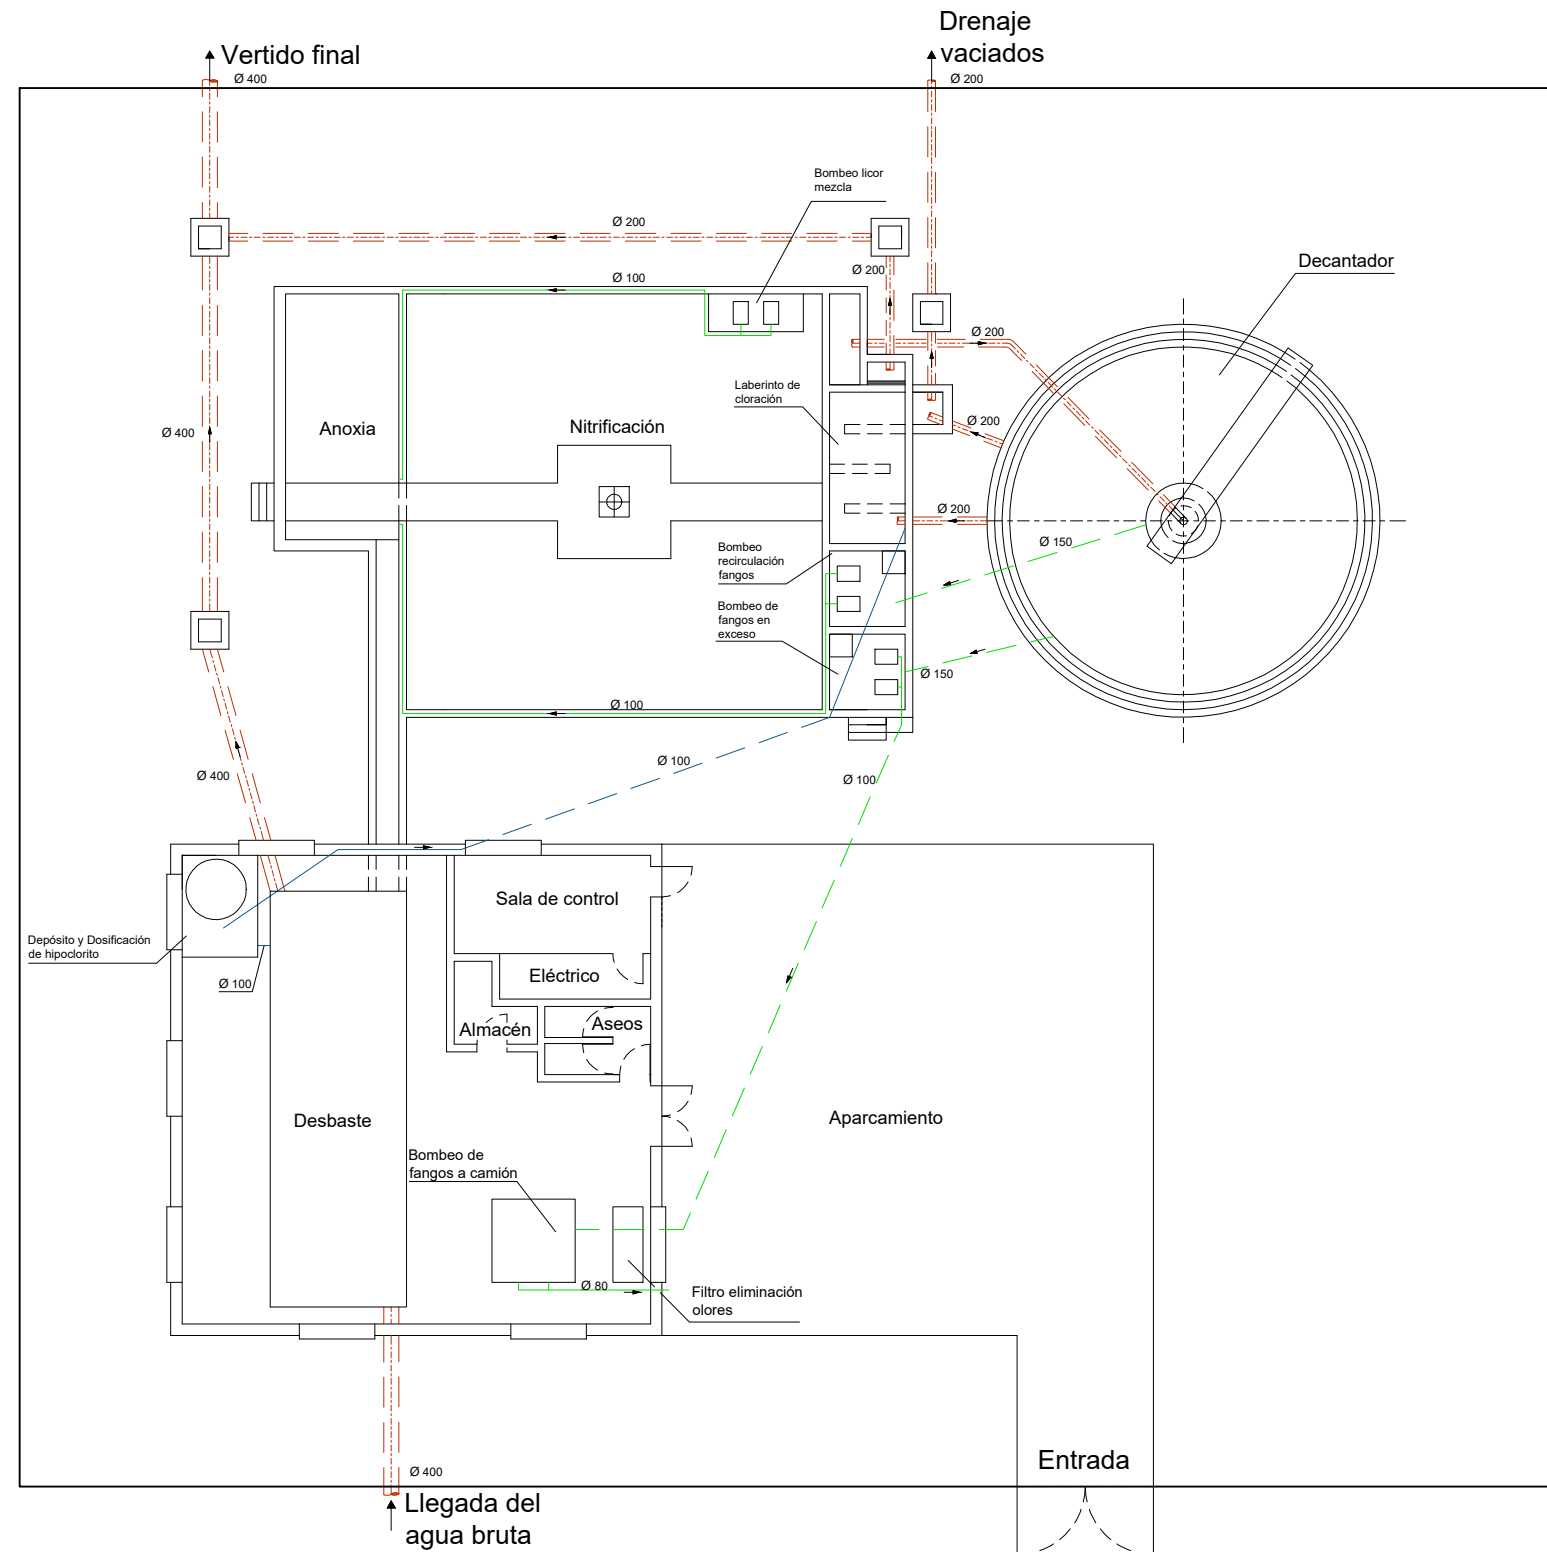 Drenaje
vaciados
Vertido final
Ø 400
Ø 200
Bombeo licor
mezcla
Ø 200
Decantador
Ø 200
Ø 100
Ø 200
Laberinto de
cloración
Anoxia
Nitrificación
Ø 400
Ø 200
Ø 200
Bombeo
recirculación
fangos
Ø 150
Bombeo de
fangos en
exceso
Ø 150
Ø 100
Ø 100
Ø 400
Ø 100
Sala de control
Depósito y Dosificación
de hipoclorito
Eléctrico
Ø 100
Almacén
Aseos
Desbaste
Aparcamiento
Bombeo de
fangos a camión
Ø 80
Filtro eliminación
olores
Entrada
Ø 400
Llegada del
agua bruta